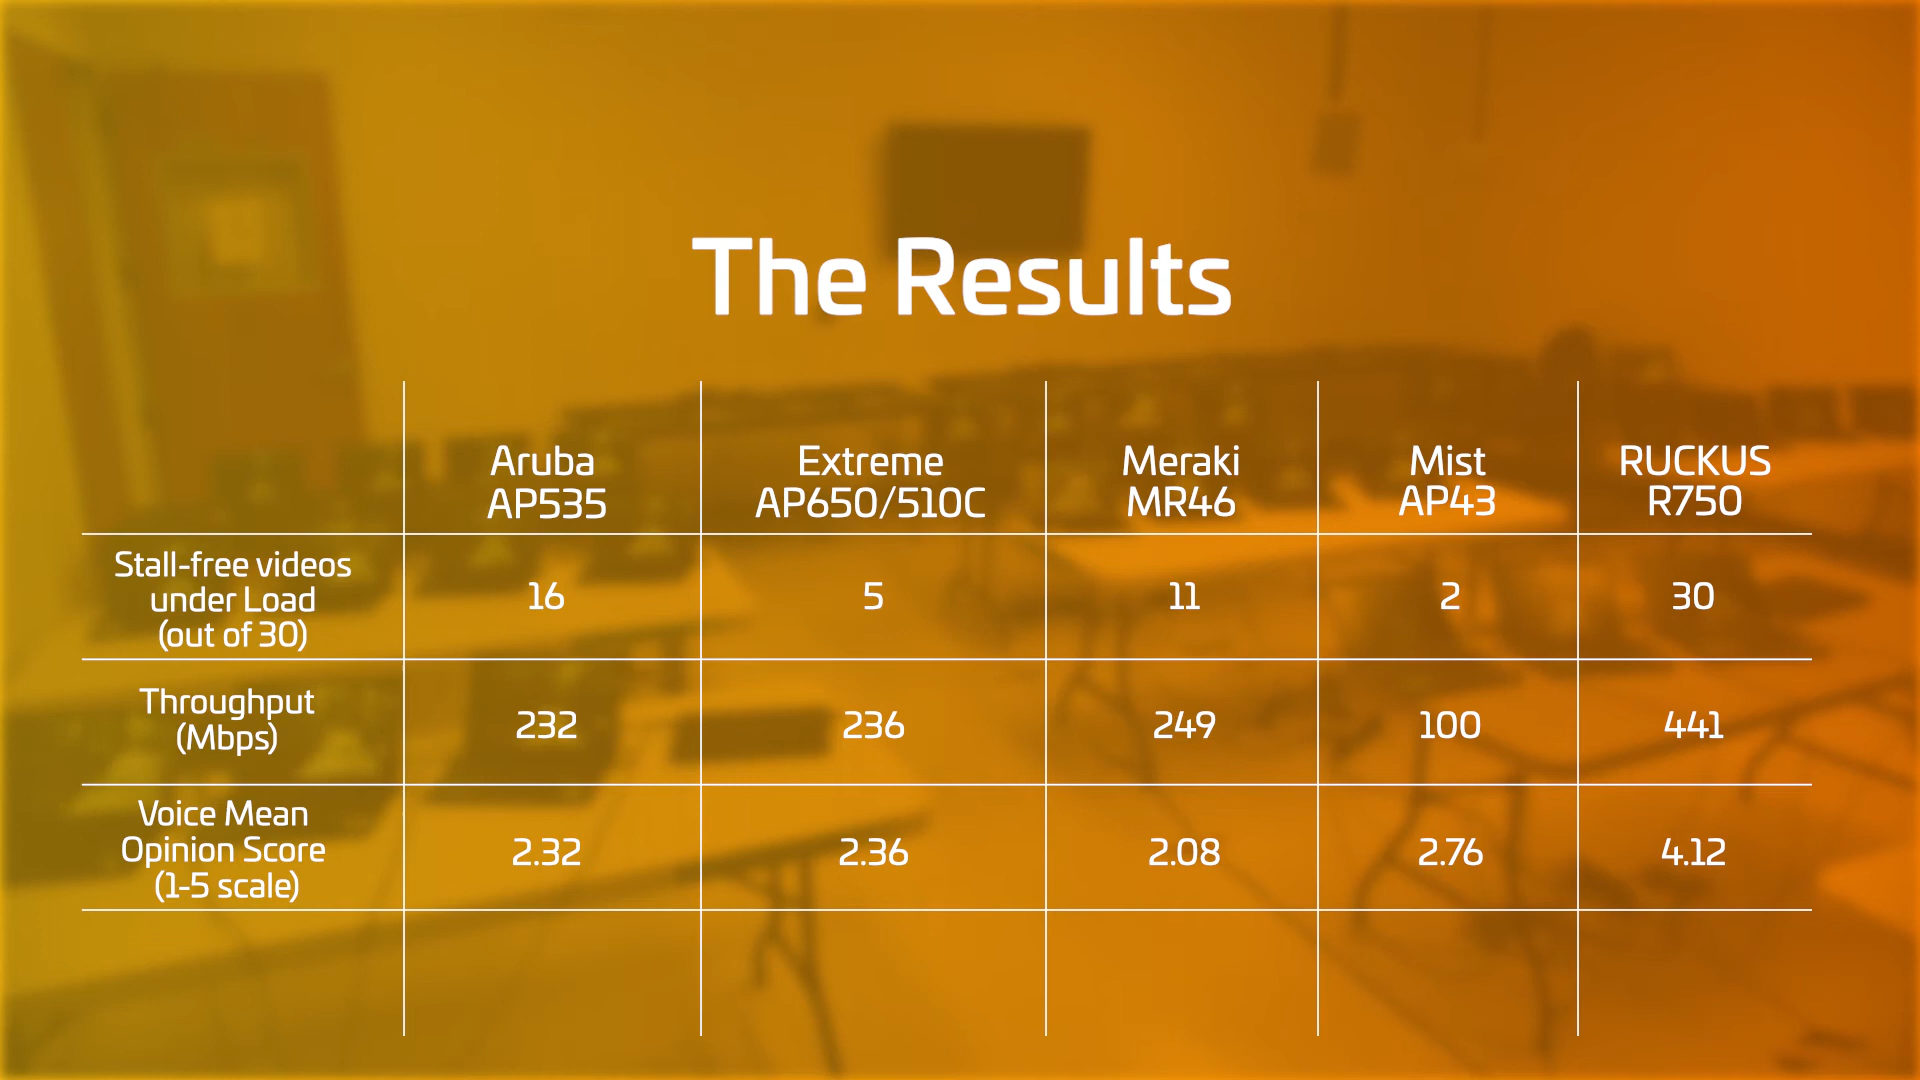 The Results
Aruba
AP535
Extreme
AP650/510C
Meraki
MR46
Mist
AP43
RUCKUS
R750
Stall-free videos
under Load
(out of 30)
16
5
11
2
30
Throughput
(Mbps)
232
236
249
100
441
Voice Mean
Opinion Score
(1-5 scale)
2.32
2.36
2.08
2.76
4.12